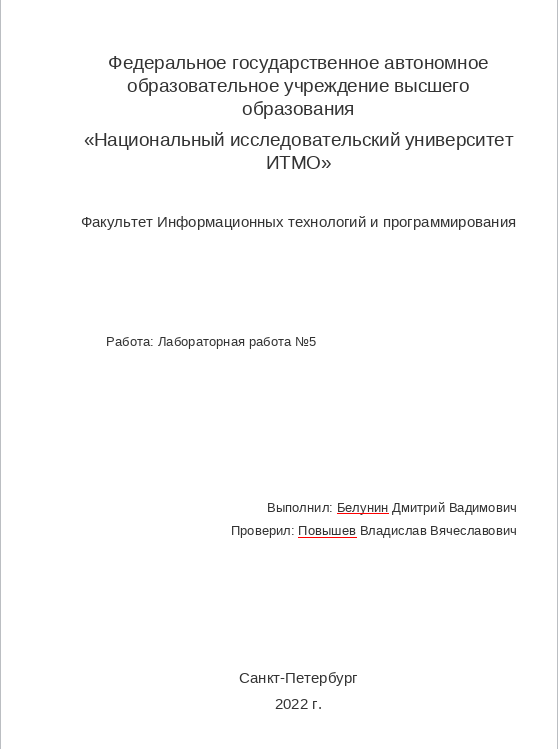 Федеральное государственное автономное
образовательное учреждение высшего
образования
«Национальный исследовательский университет
ИТМО»
Факультет Информационных технологий и программирования
Работа: Лабораторная работа №5
Выполнил: Белунин Дмитрий Вадимович
Проверил: Повышев Владислав Вячеславович
Санкт-Петербург
2022 г.